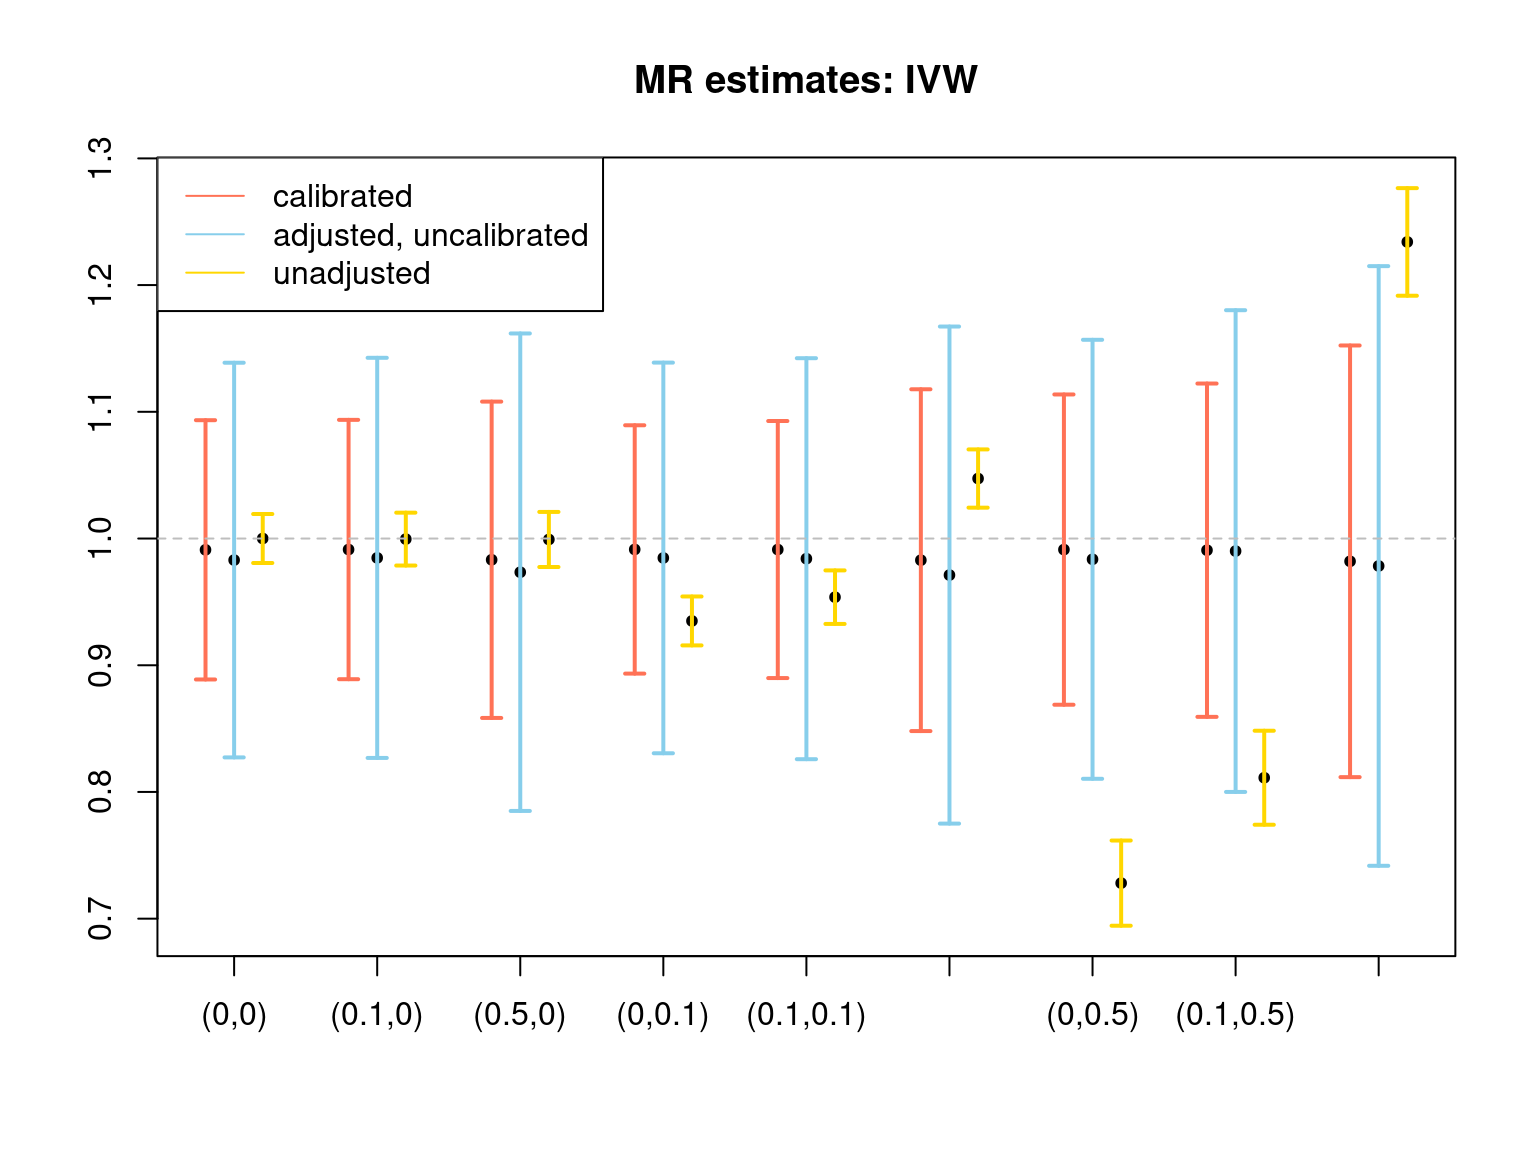 MR estimates: IVW
calibrated
adjusted, uncalibrated
unadjusted
1.3
1.2
1.1
1.0
0.9
0.8
0.7
(0,0) (0.1,0) (0.5,0) (0,0.1) (0.1,0.1) (0,0.5) (0.1,0.5)